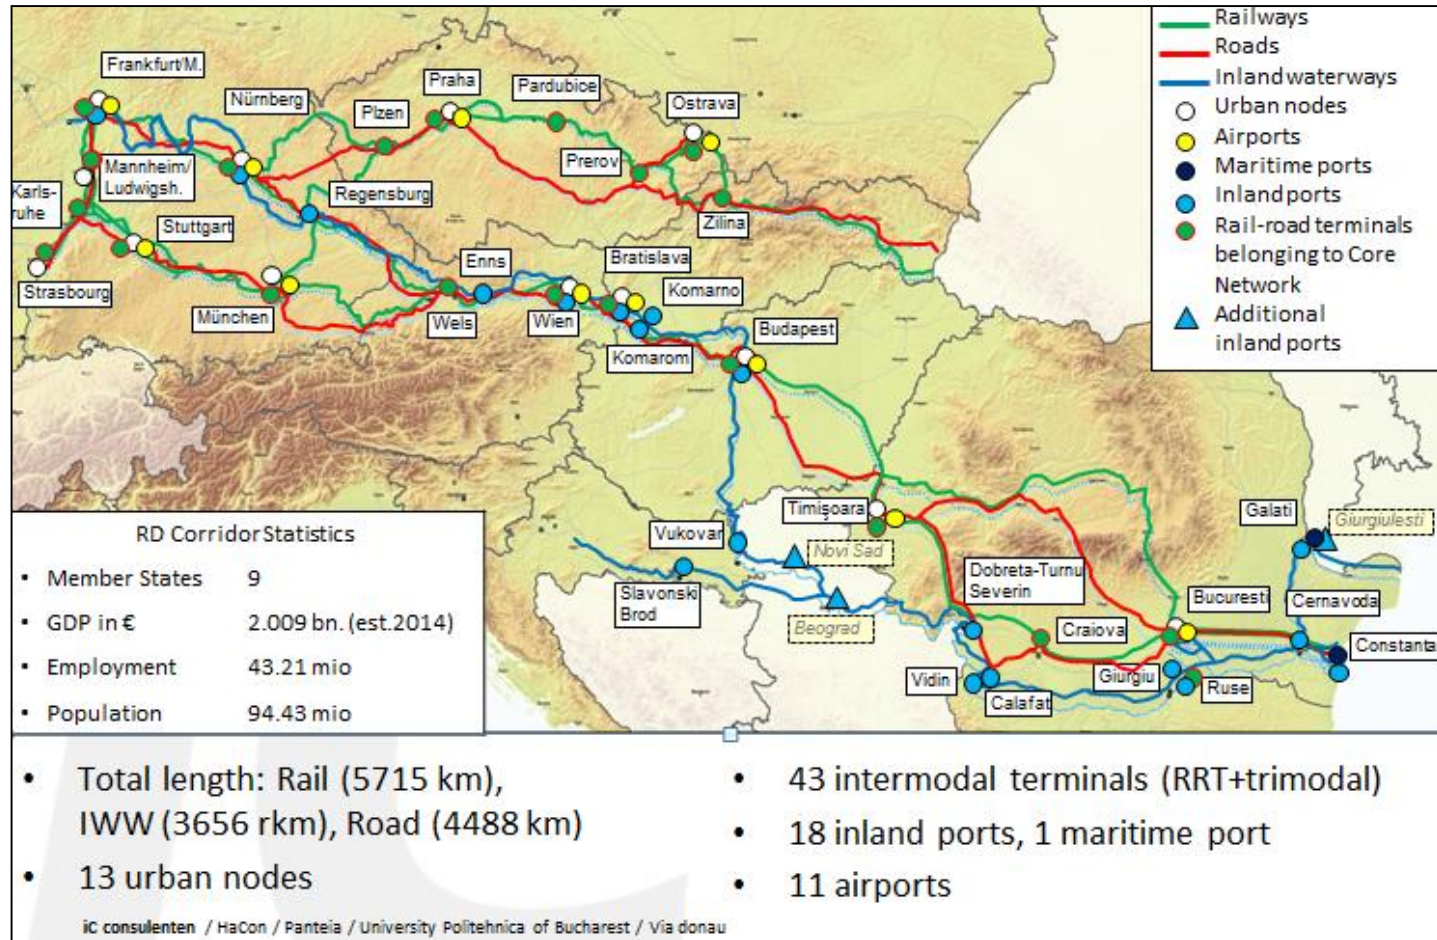 Railways
Roads
Inland waterways
Urban nodes
Airports
Maritime ports
Inland ports
Rail-road terminals
belonging to Core
Network
Additional
inland ports
Frankfurt/M.
Nürnberg
Praha
Pardubice
Plzen
Ostrava
Mannheim/
Ludwigsh.
Prerov
Karls-
ruhe
Regensburg
Stuttgart
Zilina
Strasbourg
Enns
Bratislava
München
Wels
Wien
Komarno
Komarom
Budapest
Timişoara
Vukovar
Novi Sad
Galati
Giurgiulesti
Slavonski
Brod
Dobreta-Turnu
Severin
Beograd
Bucuresti
Cernavoda
Craiova
Constanta
Vidin
Calafat
Giurgiu
Ruse
RD Corridor Statistics
• Member States 9
• GDP in € 2.009 bn. (est.2014)
• Employment 43.21 mio
• Population 94.43 mio
• Total length: Rail (5715 km),
IWW (3656 rkm), Road (4488 km)
• 13 urban nodes
• 43 intermodal terminals (RRT+trimodal)
• 18 inland ports, 1 maritime port
• 11 airports
iC consulenten / HaCon / Panteia / University Politehnica of Bucharest / Via donau